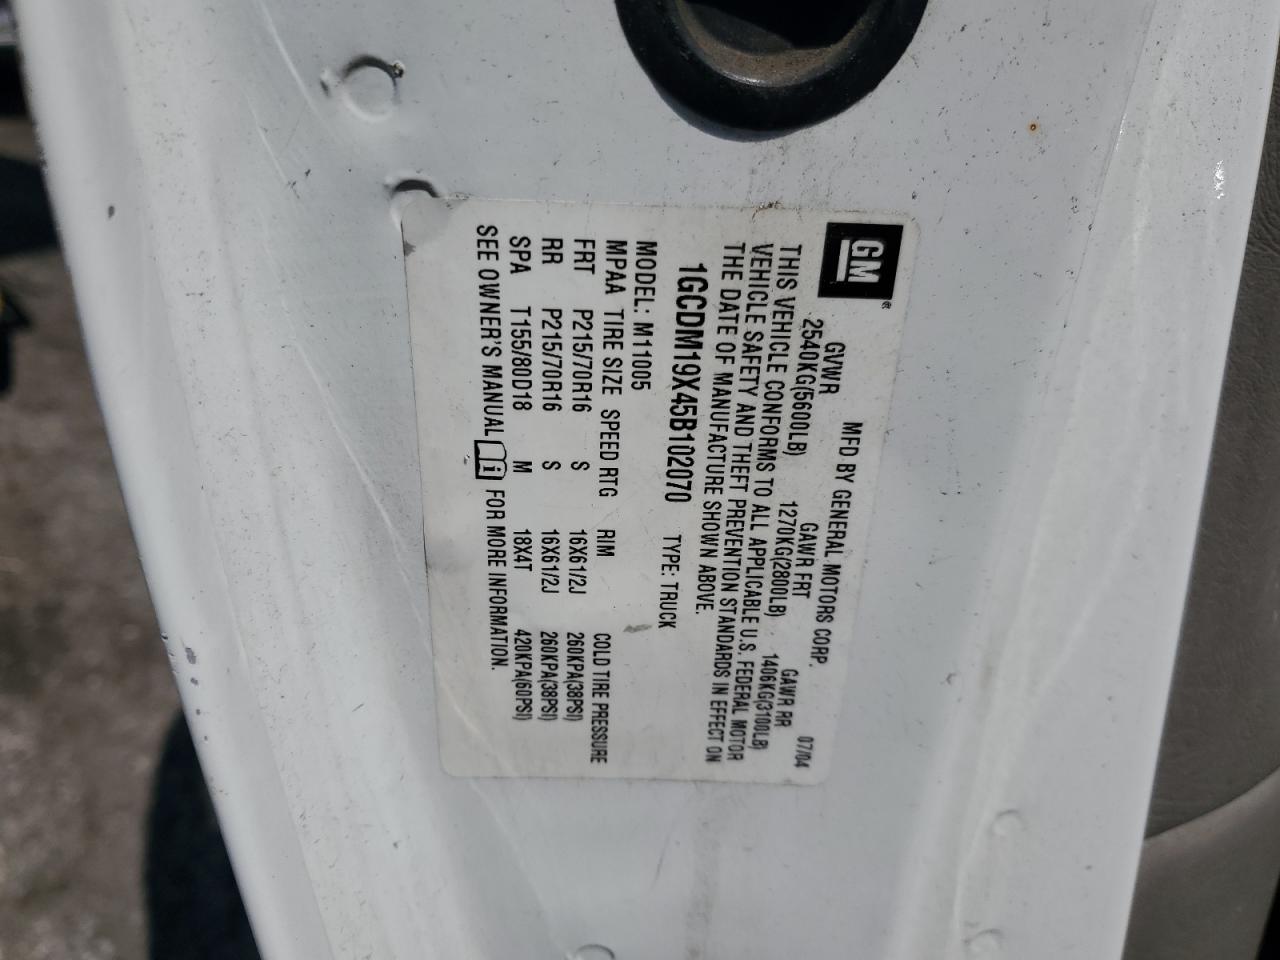 GM®
MFD BY GENERAL MOTORS CORP. 07/04
GVWR GAWR FRT GAWR RR
2540KG(5600LB) 1270KG(2800LB) 1406KG(3100LB)
THIS VEHICLE CONFORMS TO ALL APPLICABLE U.S. FEDERAL MOTOR
VEHICLE SAFETY AND THEFT PREVENTION STANDARDS IN EFFECT ON
THE DATE OF MANUFACTURE SHOWN ABOVE.
1GCDM19X45B102070 TYPE: TRUCK
MODEL: M11005
MPAA TIRE SIZE SPEED RTG RIM COLD TIRE PRESSURE
FRT P215/70R16 S 16X61/2J 260KPA(38PSI)
RR P215/70R16 S 16X61/2J 260KPA(38PSI)
SPA T155/80D18 M 18X4T 420KPA(60PSI)
SEE OWNER'S MANUAL i FOR MORE INFORMATION.